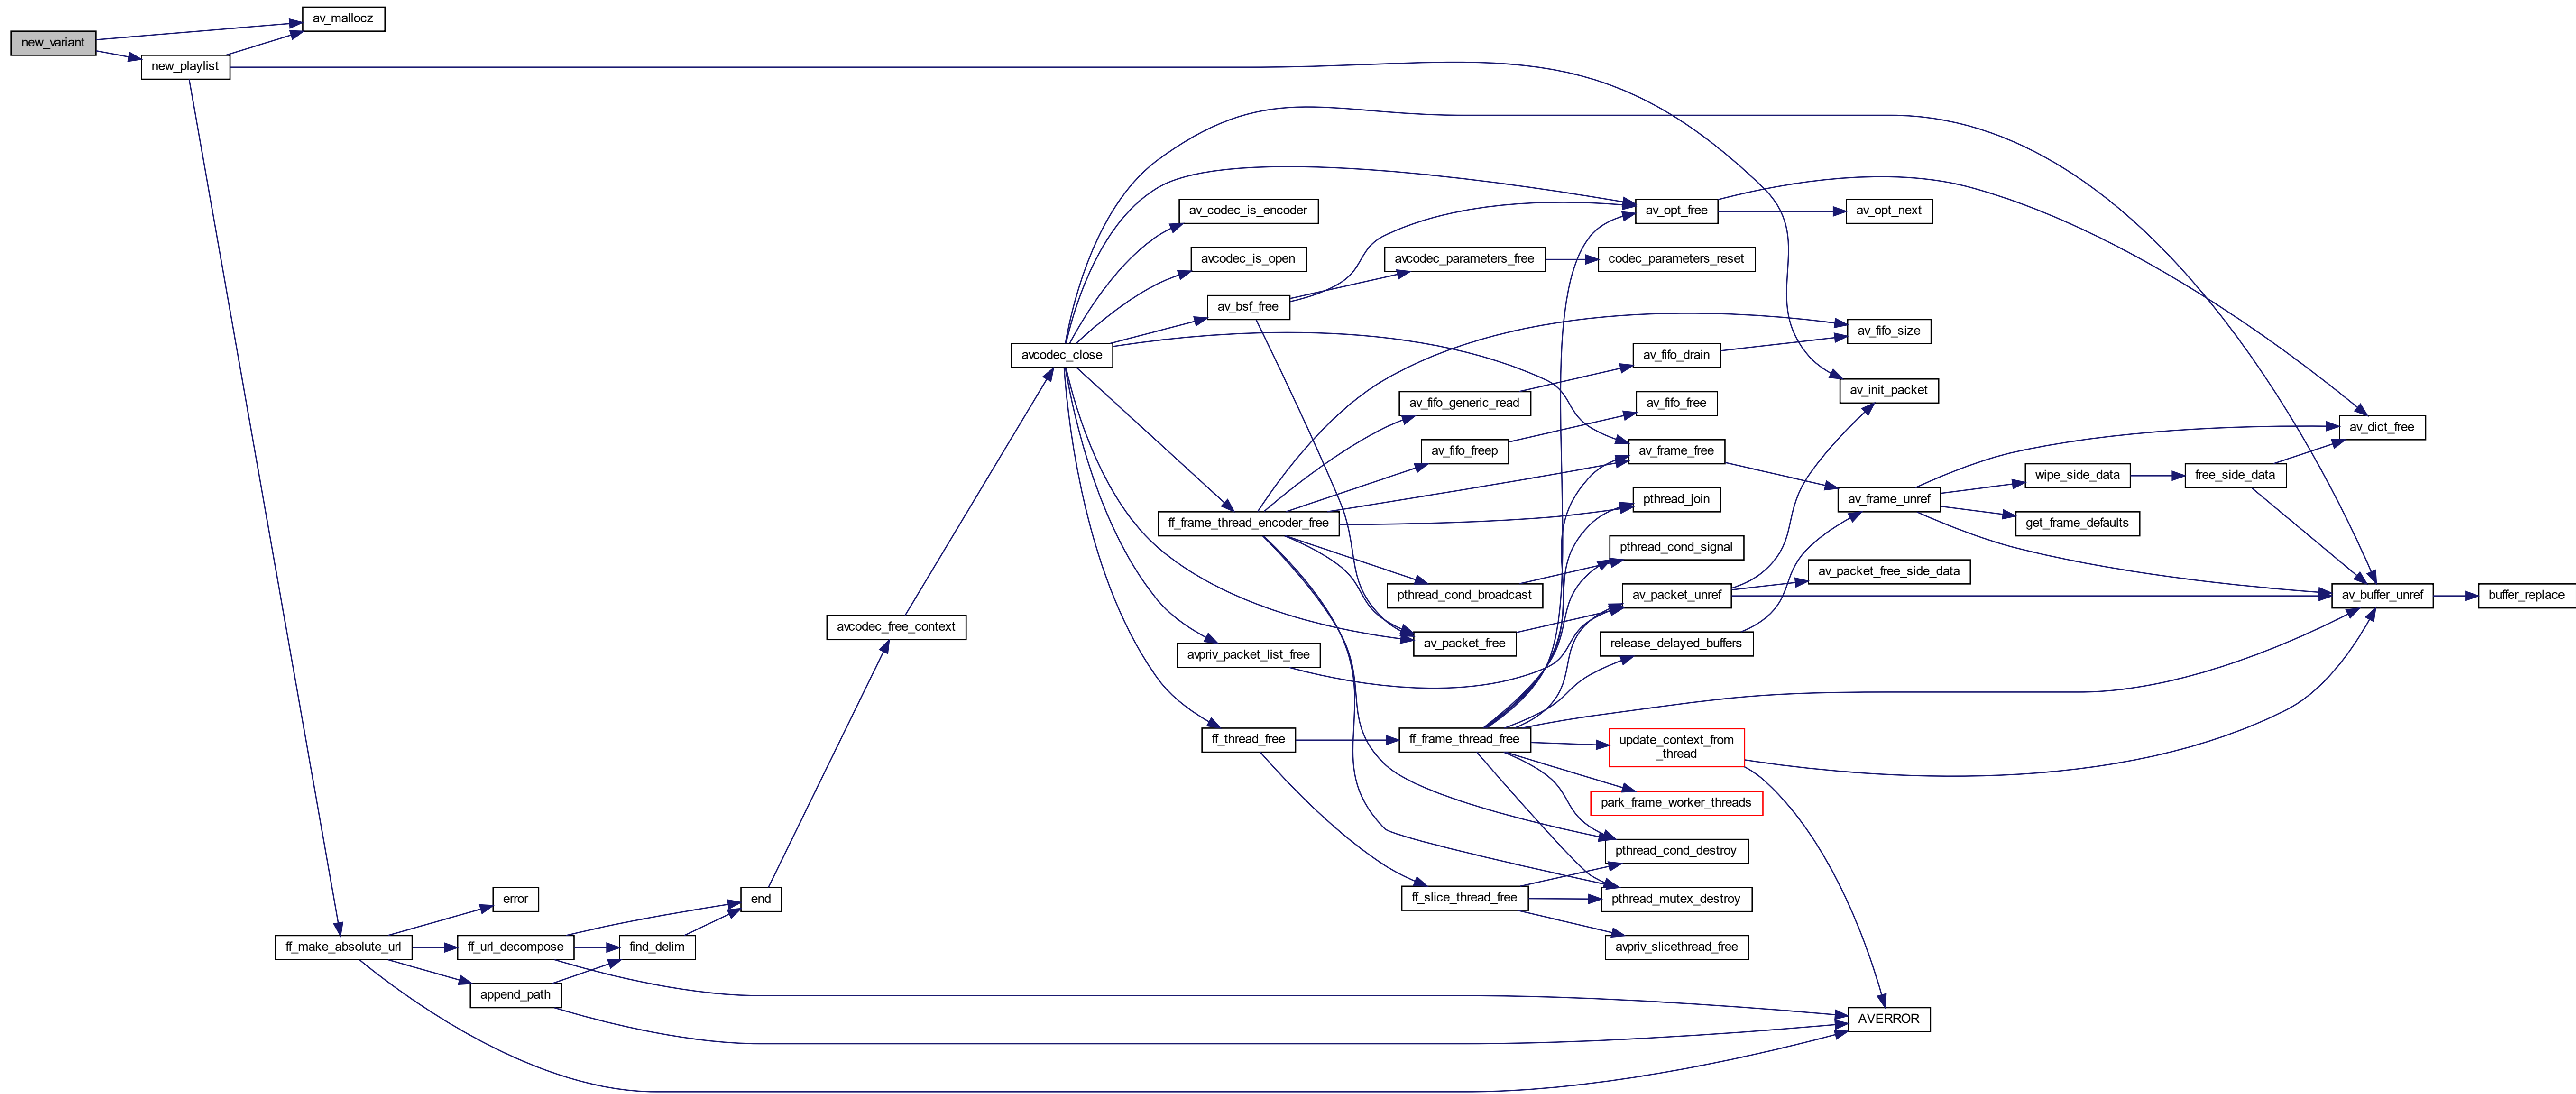 av_mallocz
new_variant
new_playlist
av_codec_is_encoder
av_opt_free
av_opt_next
avcodec_is_open
avcodec_parameters_free
codec_parameters_reset
av_bsf_free
av_fifo_size
avcodec_close
av_fifo_drain
av_init_packet
av_fifo_generic_read
av_fifo_free
av_dict_free
av_fifo_freep
av_frame_free
wipe_side_data
free_side_data
pthread_join
av_frame_unref
ff_frame_thread_encoder_free
get_frame_defaults
pthread_cond_signal
av_packet_free_side_data
pthread_cond_broadcast
av_packet_unref
av_buffer_unref
buffer_replace
avcodec_free_context
av_packet_free
release_delayed_buffers
avpriv_packet_list_free
ff_thread_free
ff_frame_thread_free
update_context_from
_thread
park_frame_worker_threads
pthread_cond_destroy
error
end
ff_slice_thread_free
pthread_mutex_destroy
ff_make_absolute_url
ff_url_decompose
find_delim
avpriv_slicethread_free
append_path
AVERROR